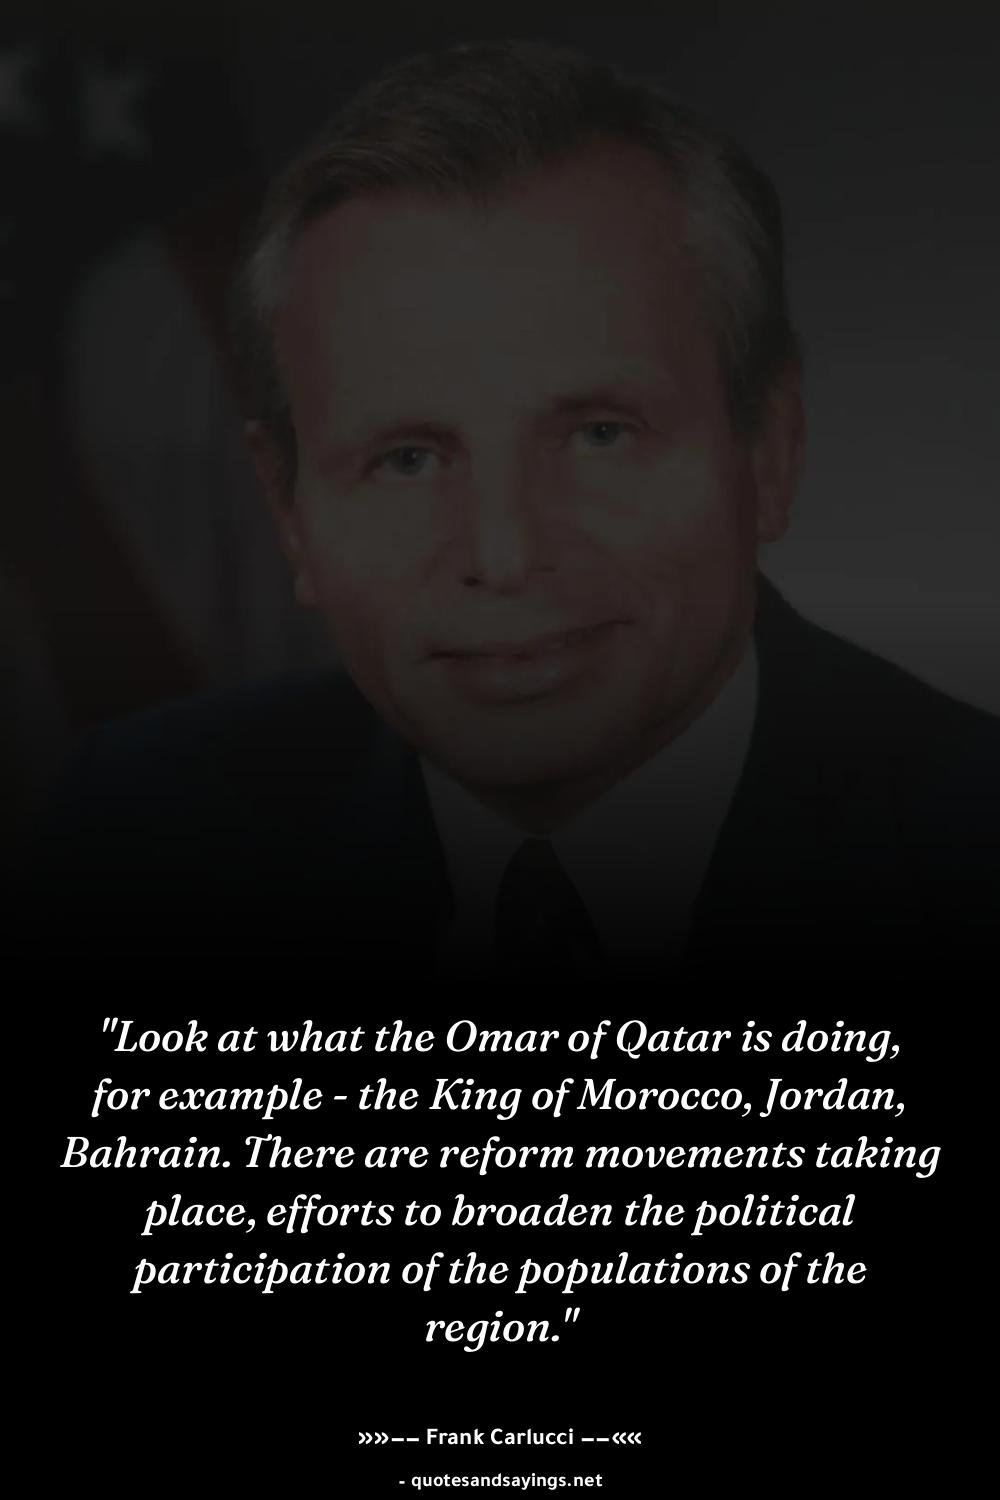 "Look at what the Omar of Qatar is doing,
for example - the King of Morocco, Jordan,
Bahrain. There are reform movements taking
place, efforts to broaden the political
participation of the populations of the
region."
»»–– Frank Carlucci ––««
- quotesandsayings.net